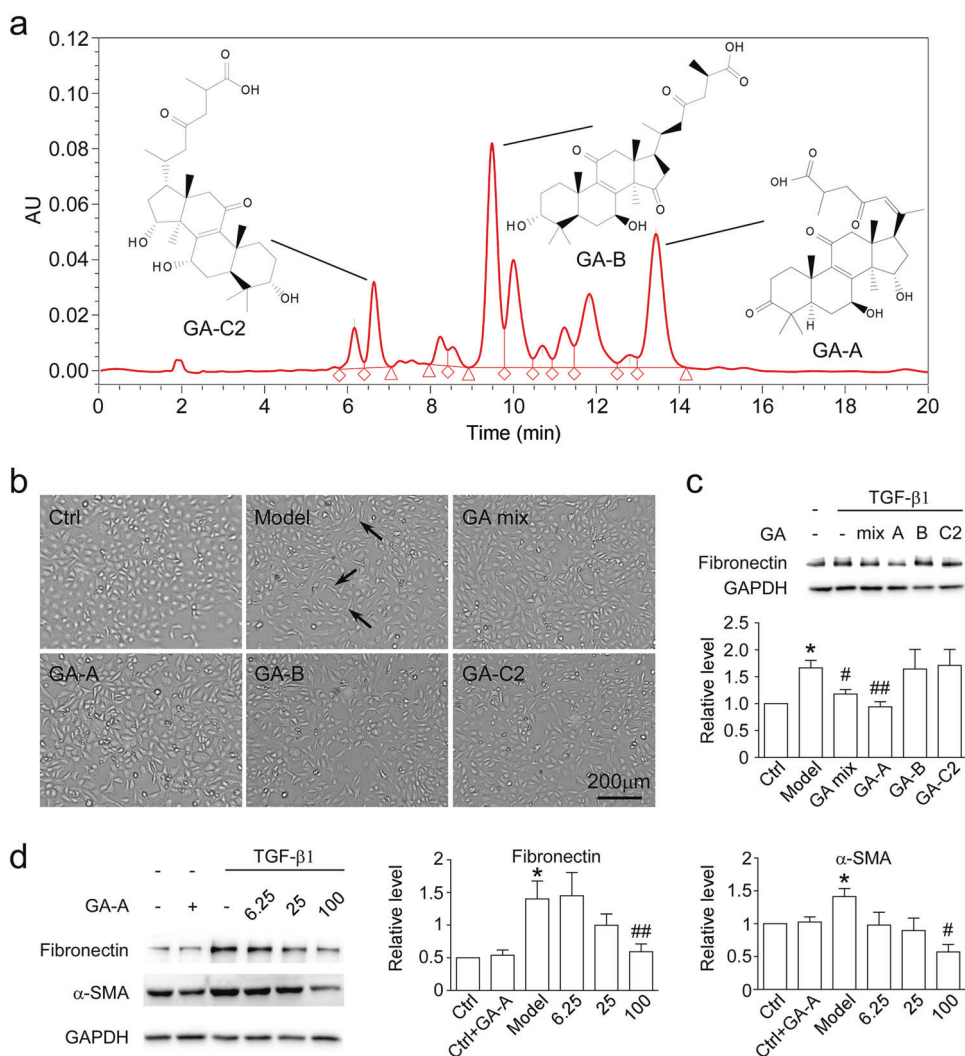 a
0.12
0.10
0.08
0.06
0.04
0.02
0.00
AU
0 2 4 6 8 10 12 14 16 18 20
Time (min)
O
OH
O
O
HO
HO
OH
GA-C2
OH
O
O
O
O
HO
OH
GA-B
O
HO
O
O
O
H
OH
OH
GA-A
b
Ctrl
Model
GA mix
GA-A
GA-B
GA-C2
200μm
c
TGF-β1
-
GA - - mix A B C2
Fibronectin
GAPDH
Relative level
2.5
2.0
1.5
1.0
0.5
0
* # ##
Ctrl Model GA mix GA-A GA-B GA-C2
d
TGF-β1
- -
GA-A - + - 6.25 25 100
Fibronectin
α-SMA
GAPDH
Fibronectin
Relative level
2
1.5
1
0.5
0
* ##
Ctrl Ctrl+GA-A Model 6.25 25 100
α-SMA
Relative level
2.0
1.5
1.0
0.5
0
* #
Ctrl Ctrl+GA-A Model 6.25 25 100